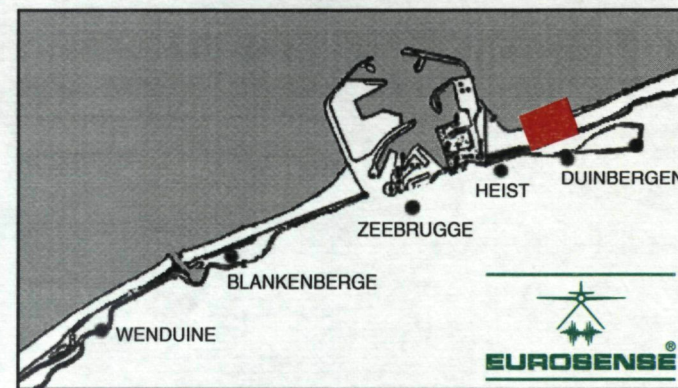 HEIST
DUINBERGEN
ZEEBRUGGE
BLANKENBERGE
WENDUINE
EUROSENSE®